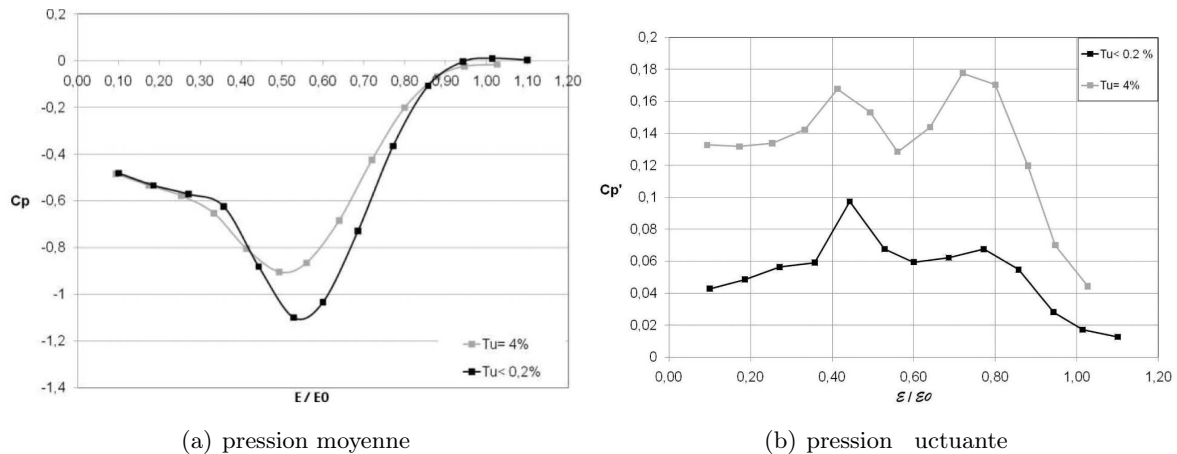 0,2
0
-0,2
-0,4
-0,6
-0,8
-1
-1,2
-1,4
Cp
0,00 0,10 0,20 0,30 0,40 0,50 0,60 0,70 0,80 0,90 1,00 1,10 1,20
Tu= 4%
Tu< 0,2%
E / E0
(a) pression moyenne
0,2
0,18
0,16
0,14
0,12
0,1
0,08
0,06
0,04
0,02
0
Cp'
Tu< 0.2 %
Tu= 4%
0,00 0,20 0,40 0,60 0,80 1,00 1,20
ε / ε0
(b) pression uctuante